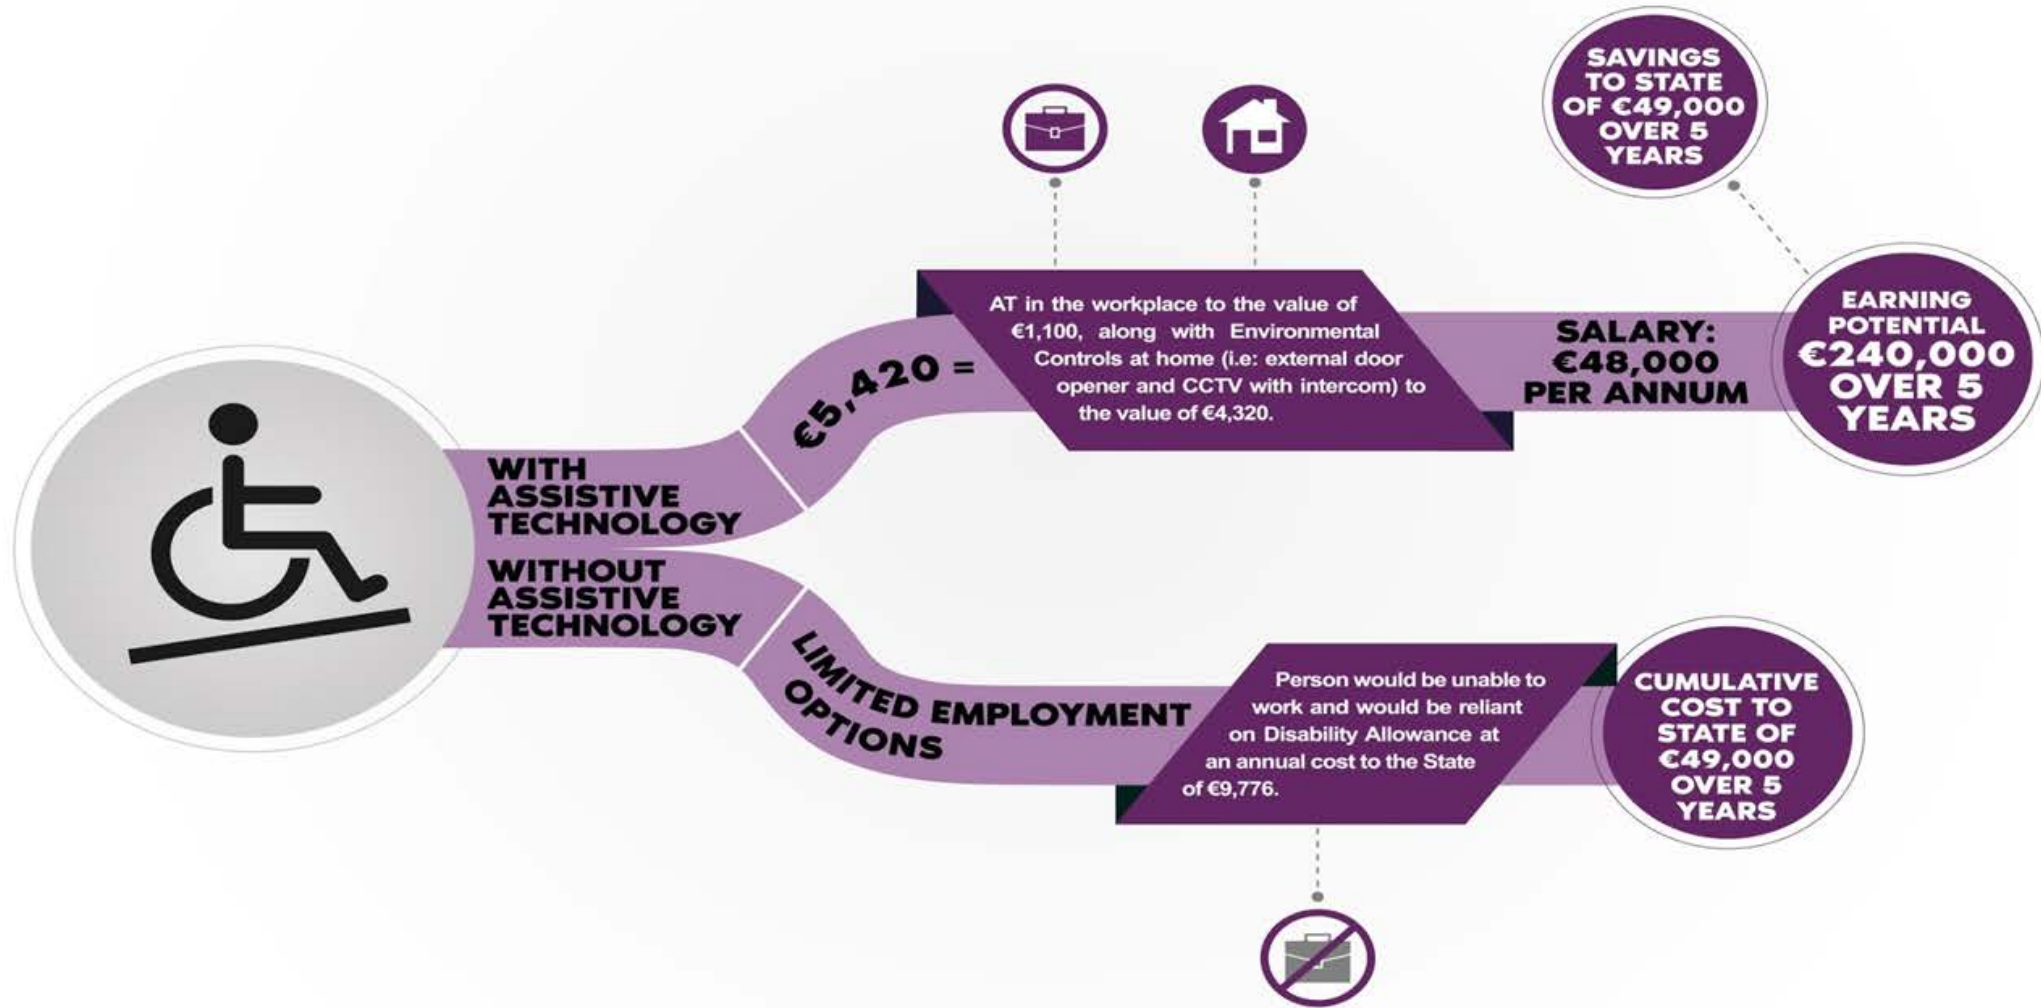 SAVINGS
TO STATE
OF €49,000
OVER 5
YEARS
WITH
ASSISTIVE
TECHNOLOGY
€5,420 =
AT in the workplace to the value of
€1,100, along with Environmental
Controls at home (i.e: external door
opener and CCTV with intercom) to
the value of €4,320.
SALARY:
€48,000
PER ANNUM
EARNING
POTENTIAL
€240,000
OVER 5
YEARS
WITHOUT
ASSISTIVE
TECHNOLOGY
LIMITED EMPLOYMENT
OPTIONS
Person would be unable to
work and would be reliant
on Disability Allowance at
an annual cost to the State
of €9,776.
CUMULATIVE
COST TO
STATE OF
€49,000
OVER 5
YEARS